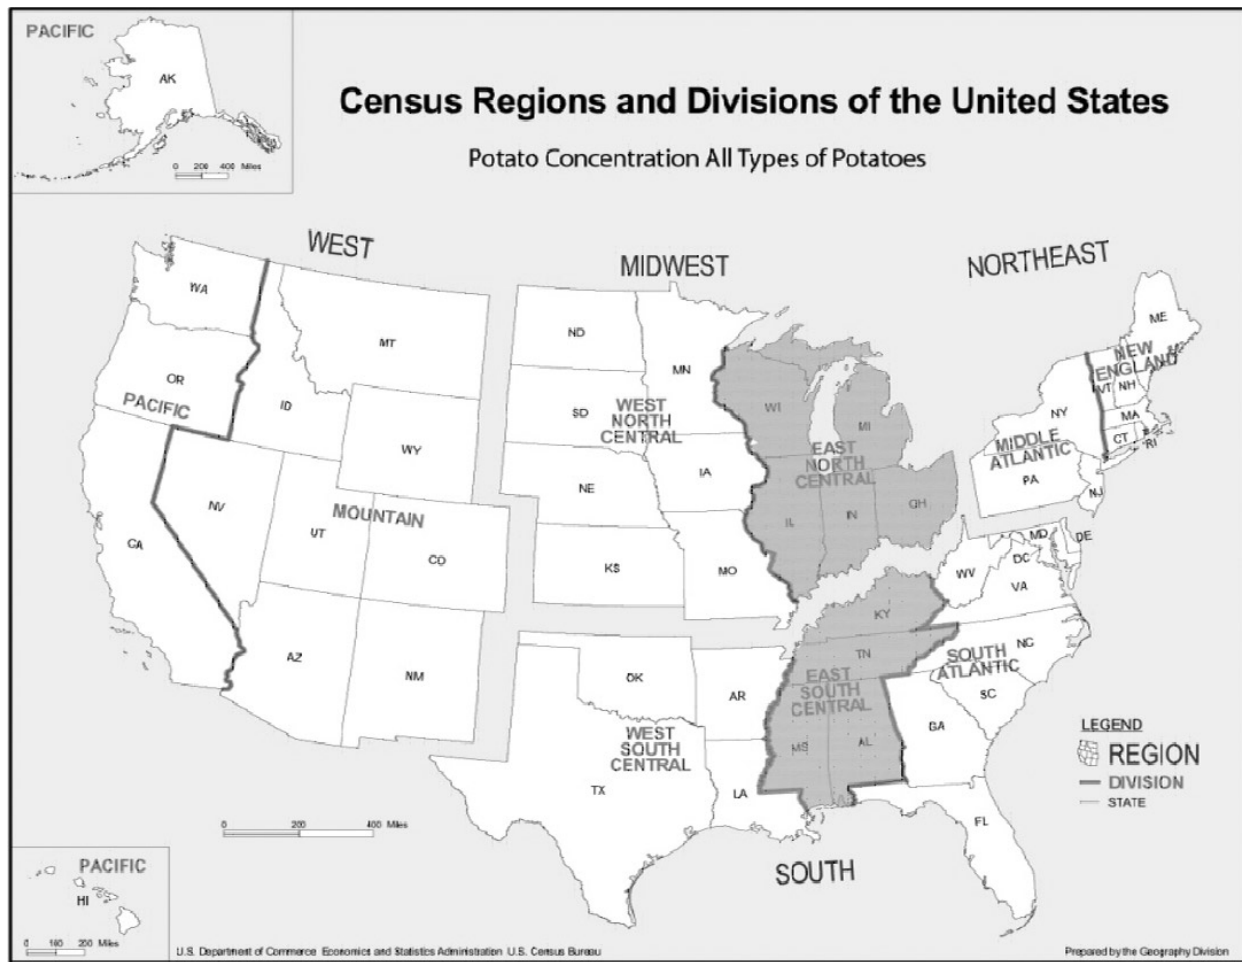 PACIFIC
AK
0 200 400 Miles
Census Regions and Divisions of the United States
Potato Concentration All Types of Potatoes
WEST
MIDWEST
NORTHEAST
WA
MT
ND
MN
ME
OR
PACIFIC
ID
WY
SD
WEST
NORTH
CENTRAL
WI
MI
NY
NEW
ENGLAND
VT
NH
MA
CT
RI
MIDDLE
ATLANTIC
PA
NJ
NE
IA
EAST
NORTH
CENTRAL
IL
IN
OH
CA
NV
UT
MOUNTAIN
CO
KS
MO
WV
MD
DE
DC
VA
KY
TN
NC
SOUTH
ATLANTIC
SC
AZ
NM
OK
AR
EAST
SOUTH
CENTRAL
MS
AL
GA
WEST
SOUTH
CENTRAL
TX
LA
FL
LEGEND
REGION
DIVISION
STATE
0 200 400 Miles
SOUTH
PACIFIC
HI
0 100 200 Miles
U.S. Department of Commerce Economics and Statistics Administration U.S. Census Bureau
Prepared by the Geography Division